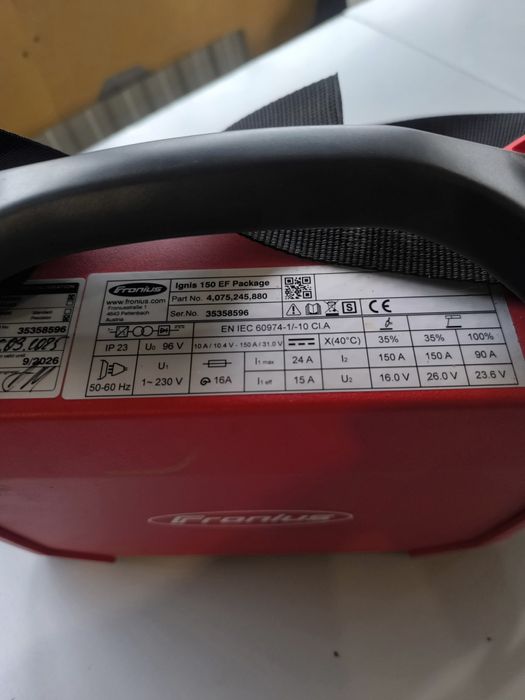 Fronius
www.fronius.com
Froniusstraße 1
4643 Pettenbach
Austria
Ignis 150 EF Package
Part No. 4,075,245,880
Ser.No. 35358596
S CE
EN IEC 60974-1/-10 Cl.A
IP 23 U₀ 96 V 10 A / 10.4 V - 150 A / 31.0 V X(40°C) 35% 35% 100%
U₁ I₁ max 24 A I₂ 150 A 150 A 90 A
50-60 Hz 1~ 230 V 16A I₁ eff 15 A U₂ 16.0 V 26.0 V 23.6 V
Standard
35358596
9/2026
Fronius